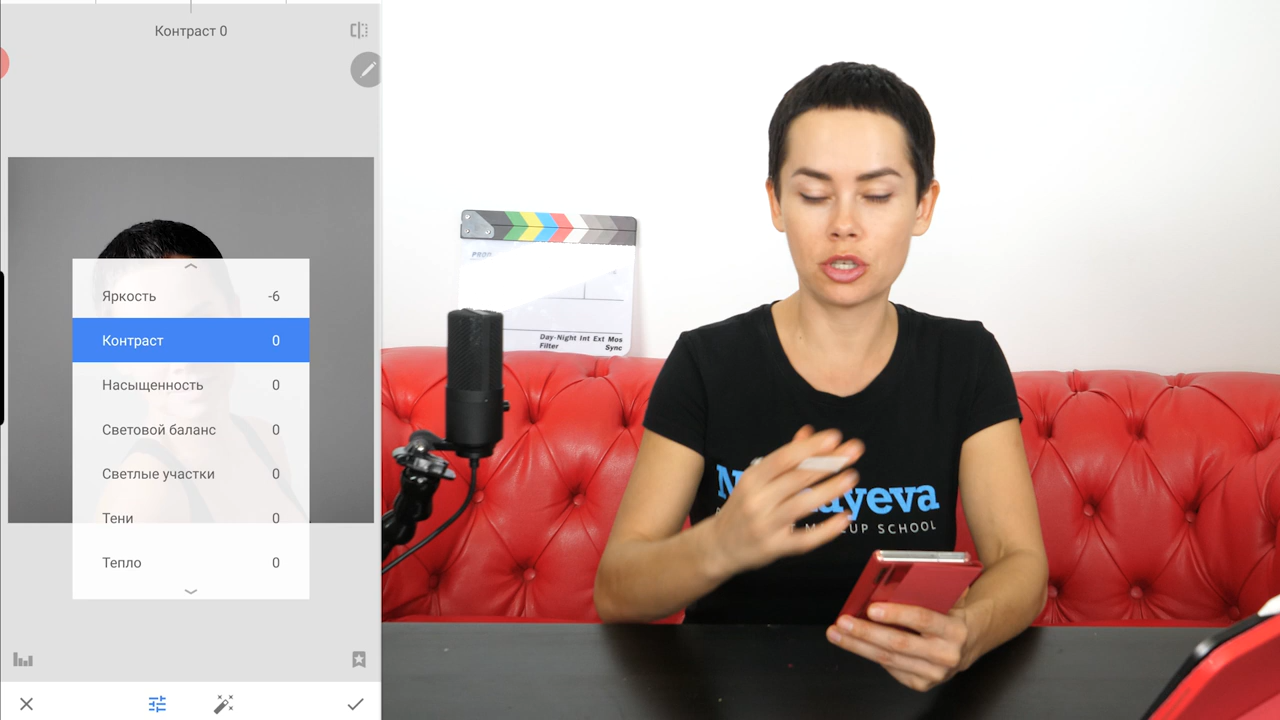 Контраст 0
Яркость -6
Контраст 0
Насыщенность 0
Световой баланс 0
Светлые участки 0
Тени 0
Тепло 0
Day-Night Int Ext Mos
Filter Sync
SCHOOL